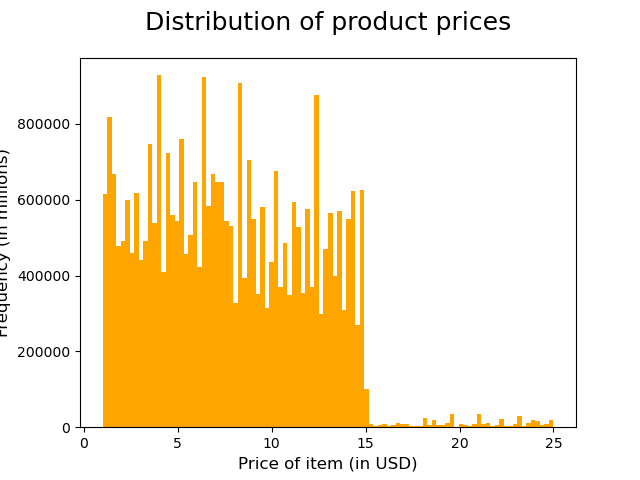 Distribution of product prices
Frequency (in millions)
800000
600000
400000
200000
0
0 5 10 15 20 25
Price of item (in USD)